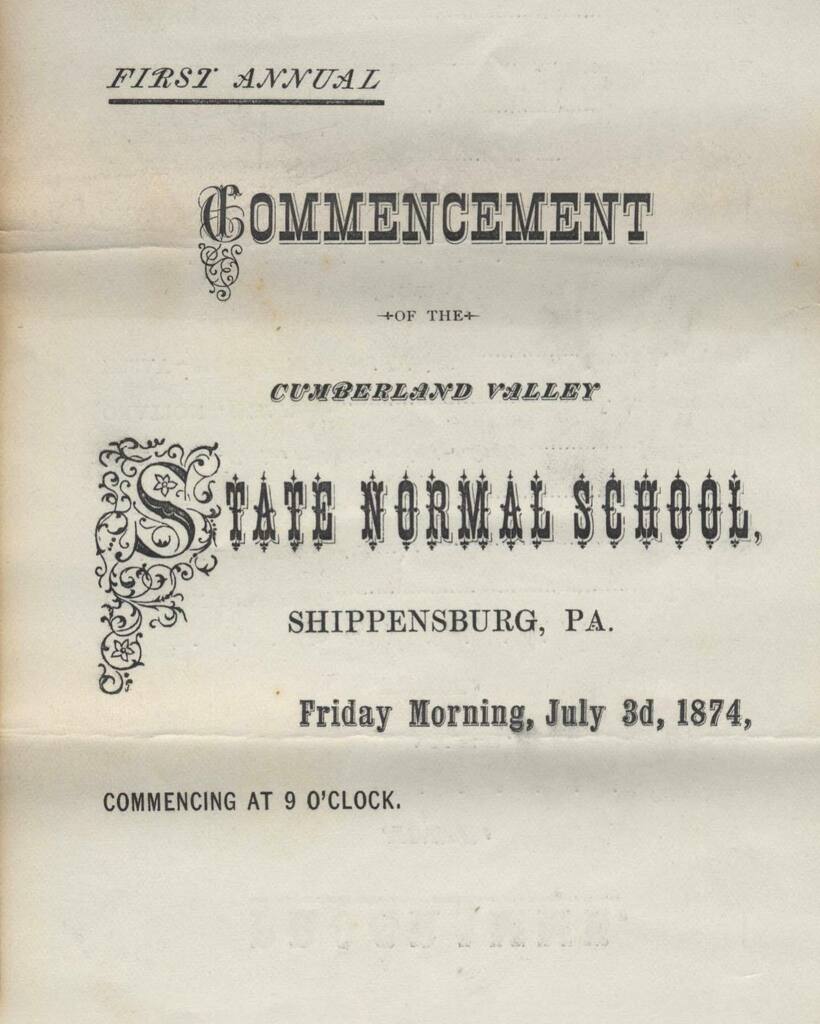 FIRST ANNUAL
COMMENCEMENT
OF THE
CUMBERLAND VALLEY
STATE NORMAL SCHOOL,
SHIPPENSBURG, PA.
Friday Morning, July 3d, 1874,
COMMENCING AT 9 O'CLOCK.